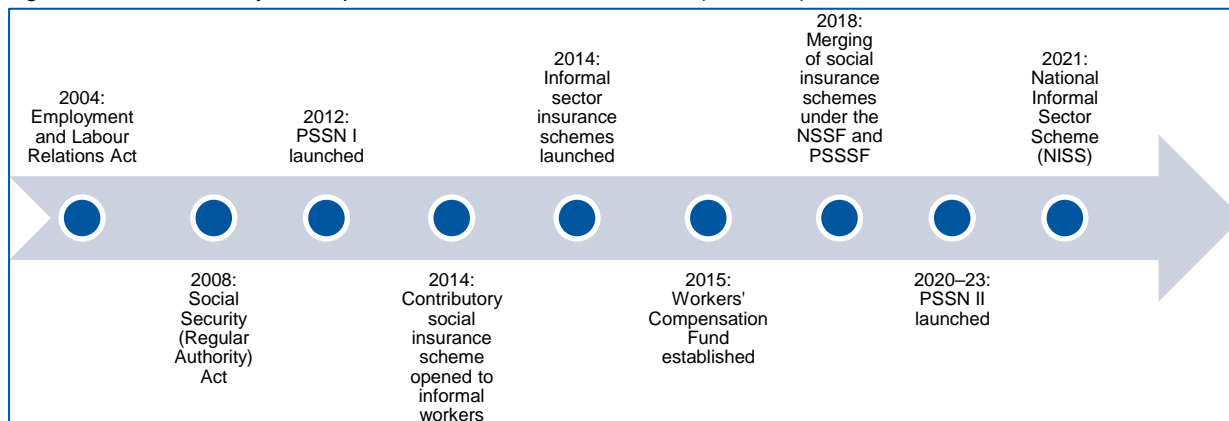 2004:
Employment
and Labour
Relations Act
2008:
Social
Security
(Regular
Authority)
Act
2012:
PSSN I
launched
2014:
Contributory
social
insurance
scheme
opened to
informal
workers
2014:
Informal
sector
insurance
schemes
launched
2015:
Workers'
Compensation
Fund
established
2018:
Merging
of social
insurance
schemes
under the
NSSF and
PSSSF
2020–23:
PSSN II
launched
2021:
National
Informal
Sector
Scheme
(NISS)